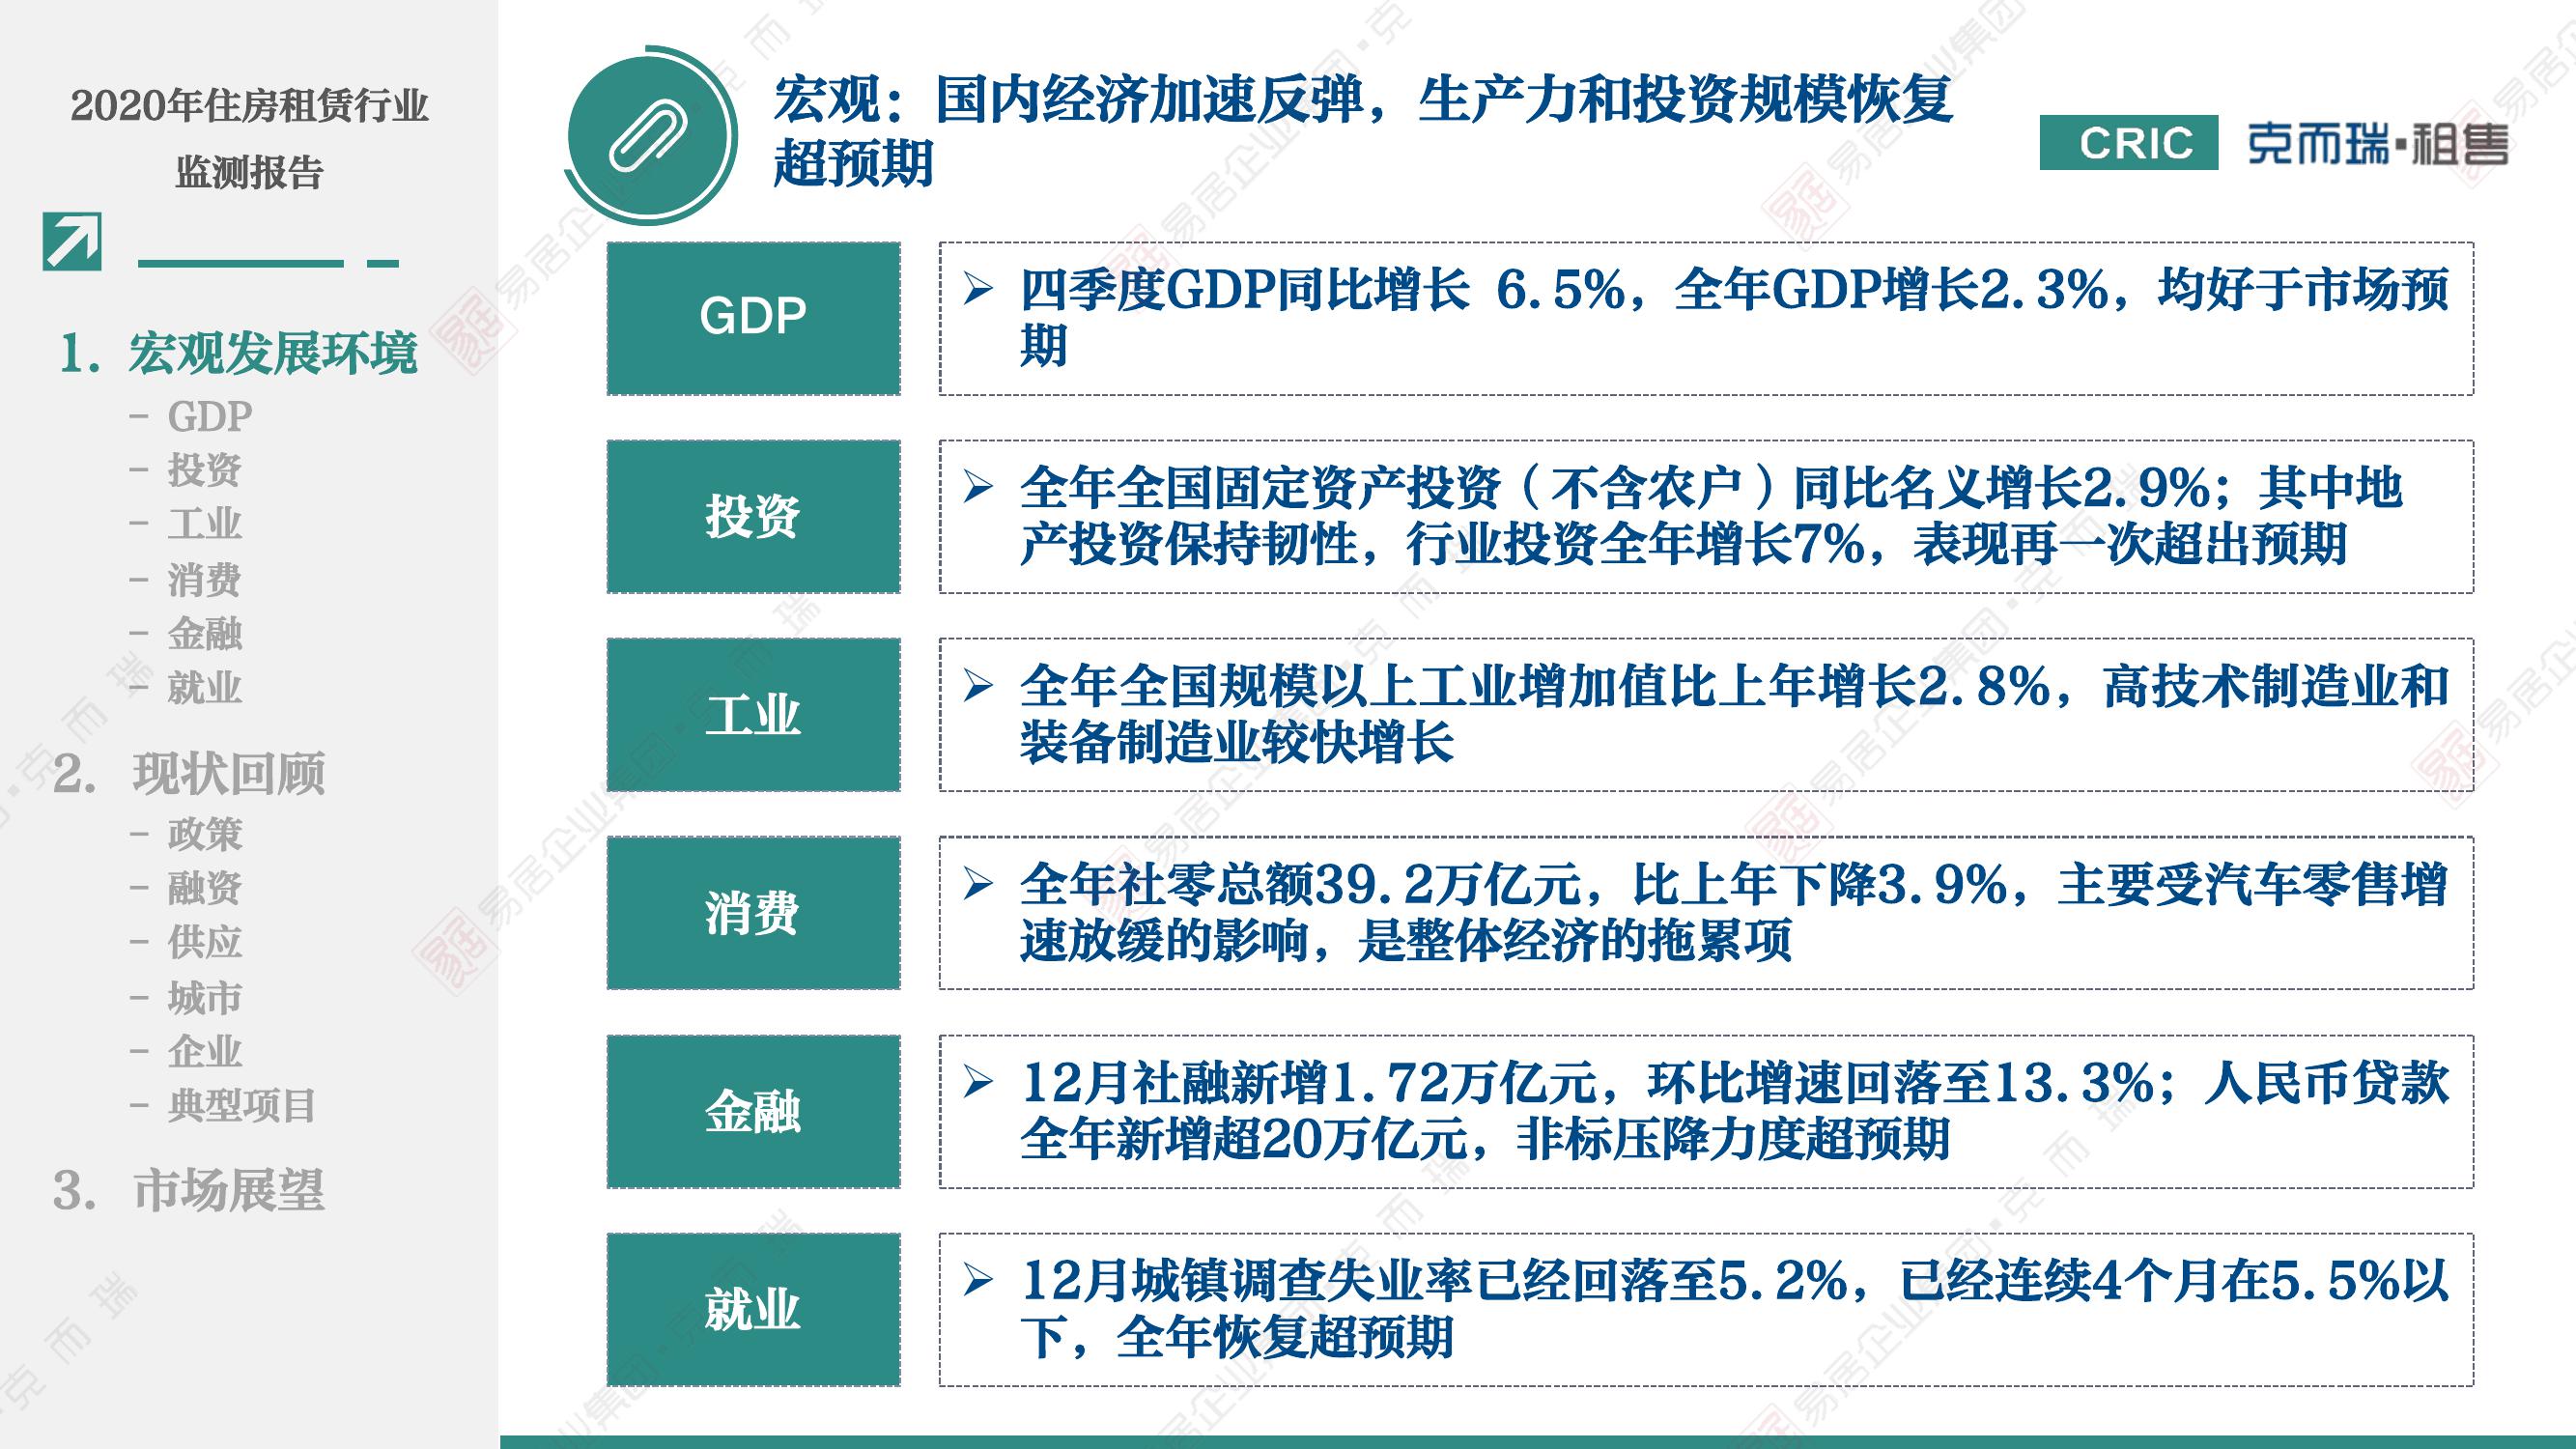 2020年住房租赁行业
监测报告
1. 宏观发展环境
- GDP
- 投资
- 工业
- 消费
- 金融
- 就业
2. 现状回顾
- 政策
- 融资
- 供应
- 城市
- 企业
- 典型项目
3. 市场展望
宏观：国内经济加速反弹，生产力和投资规模恢复
超预期
CRIC 克而瑞·租售
GDP
➢ 四季度GDP同比增长 6.5%，全年GDP增长2.3%，均好于市场预
期
投资
➢ 全年全国固定资产投资（不含农户）同比名义增长2.9%；其中地
产投资保持韧性，行业投资全年增长7%，表现再一次超出预期
工业
➢ 全年全国规模以上工业增加值比上年增长2.8%，高技术制造业和
装备制造业较快增长
消费
➢ 全年社零总额39.2万亿元，比上年下降3.9%，主要受汽车零售增
速放缓的影响，是整体经济的拖累项
金融
➢ 12月社融新增1.72万亿元，环比增速回落至13.3%；人民币贷款
全年新增超20万亿元，非标压降力度超预期
就业
➢ 12月城镇调查失业率已经回落至5.2%，已经连续4个月在5.5%以
下，全年恢复超预期
易居企业集团·克而瑞